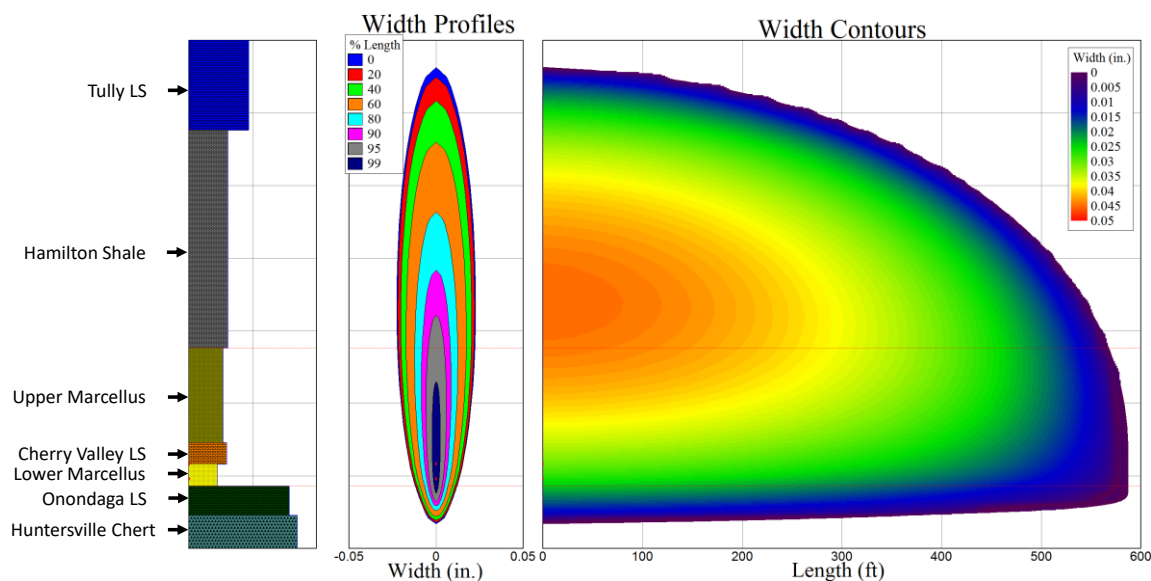 Width Profiles
Width Contours
% Length
0
20
40
60
80
90
95
99
Width (in.)
0
0.005
0.01
0.015
0.02
0.025
0.03
0.035
0.04
0.045
0.05
Tully LS
Hamilton Shale
Upper Marcellus
Cherry Valley LS
Lower Marcellus
Onondaga LS
Huntersville Chert
-0.05 0 0.05
Width (in.)
0 100 200 300 400 500 600
Length (ft)